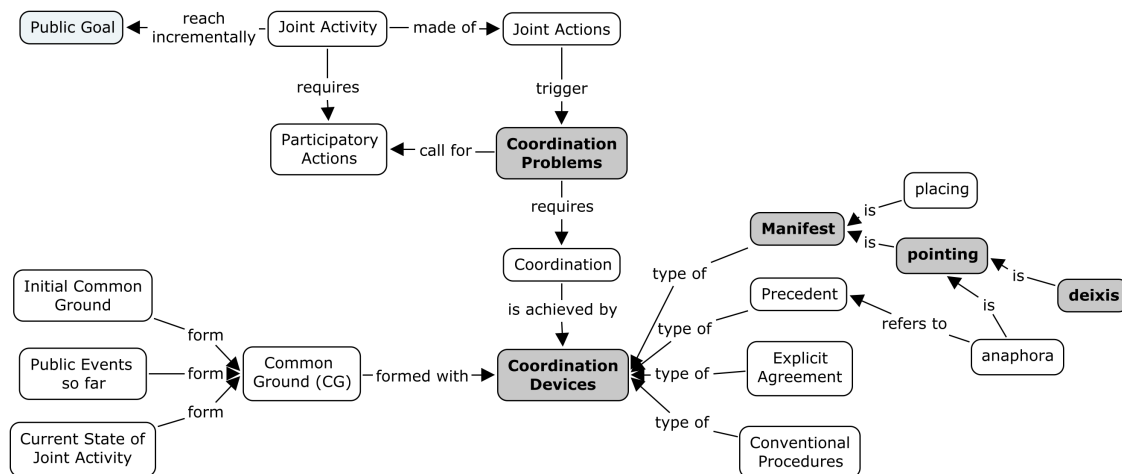 Public Goal
reach
incrementally
Joint Activity
made of
Joint Actions
requires
trigger
Participatory
Actions
call for
Coordination
Problems
requires
placing
is
Manifest
is
pointing
is
deixis
Coordination
type of
Initial Common
Ground
is achieved by
Precedent
is
refers to
anaphora
form
type of
Public Events
so far
form
Common
Ground (CG)
formed with
Coordination
Devices
type of
Explicit
Agreement
form
type of
Current State of
Joint Activity
Conventional
Procedures